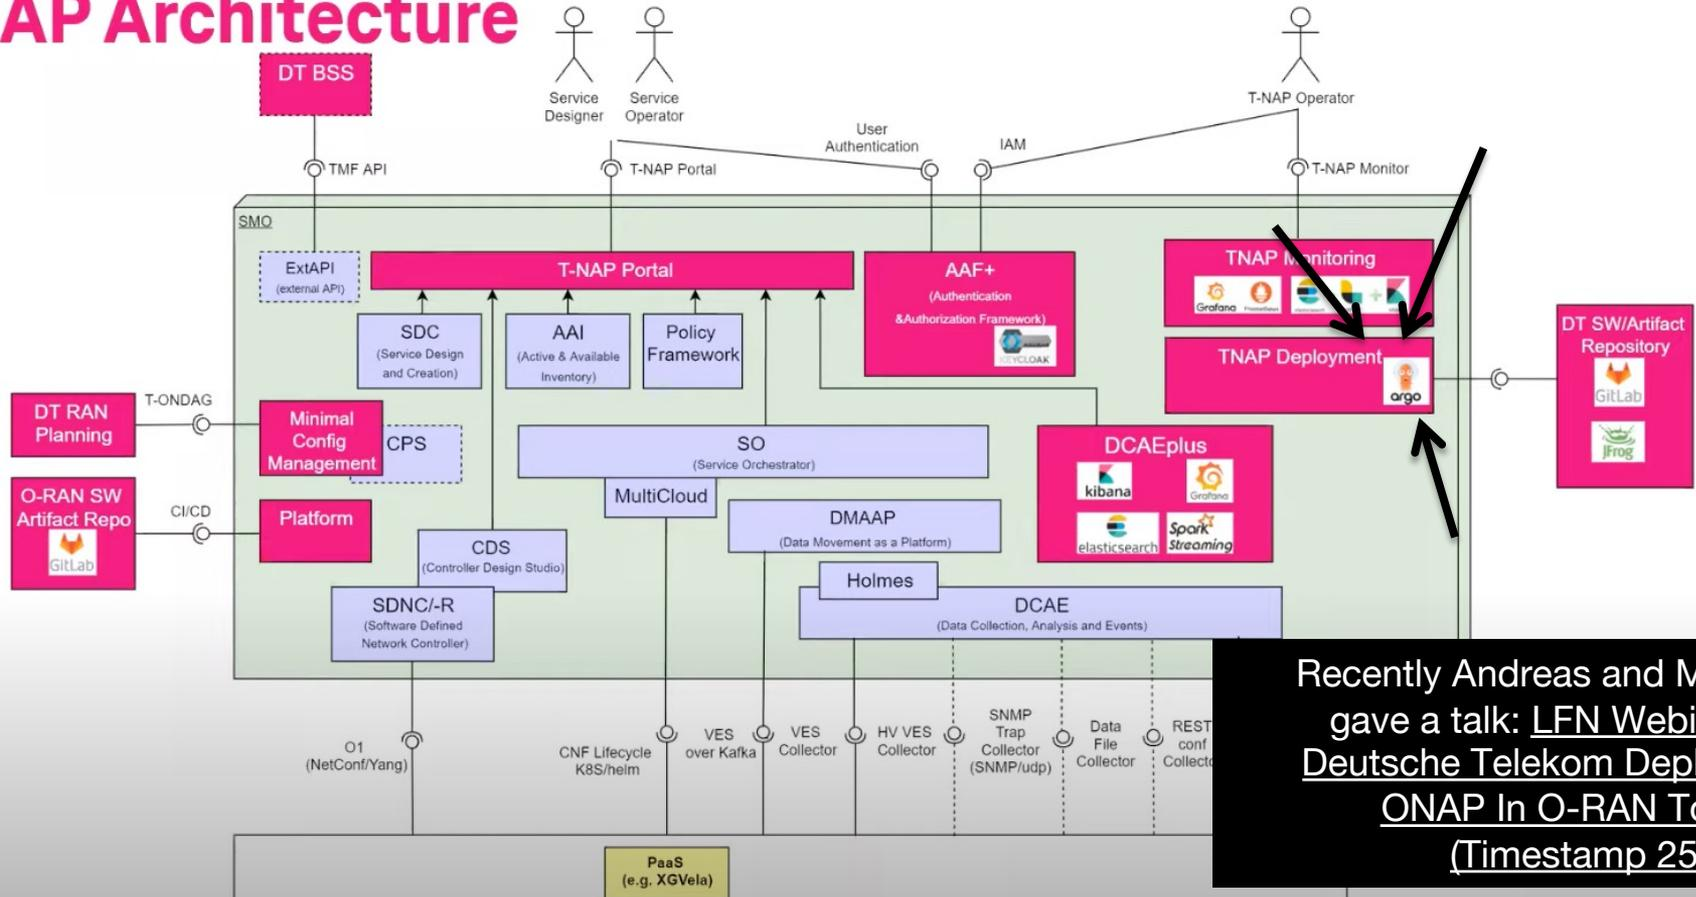 AP Architecture
DT BSS
Service
Designer
Service
Operator
T-NAP Operator
User
Authentication
IAM
TMF API
T-NAP Portal
T-NAP Monitor
SMO
ExtAPI
(external API)
T-NAP Portal
AAF+
(Authentication
&Authorization Framework)
KEYCLOAK
TNAP Monitoring
Grafana
Prometheus
elasticsearch
+
SDC
(Service Design
and Creation)
AAI
(Active & Available
Inventory)
Policy
Framework
TNAP Deployment
argo
DT SW/Artifact
Repository
GitLab
JFrog
DT RAN
Planning
T-ONDAG
Minimal
Config
Management
CPS
SO
(Service Orchestrator)
MultiCloud
DCAEplus
kibana
Grafana
elasticsearch
Spark
Streaming
O-RAN SW
Artifact Repo
GitLab
CI/CD
Platform
DMAAP
(Data Movement as a Platform)
CDS
(Controller Design Studio)
Holmes
SDNC/-R
(Software Defined
Network Controller)
DCAE
(Data Collection, Analysis and Events)
O1
(NetConf/Yang)
CNF Lifecycle
K8S/helm
VES
over Kafka
VES
Collector
HV VES
Collector
SNMP
Trap
Collector
(SNMP/udp)
Data
File
Collector
REST
conf
Collecto
Recently Andreas and M
gave a talk: LFN Webi
Deutsche Telekom Depl
ONAP In O-RAN To
(Timestamp 25
PaaS
(e.g. XGVela)